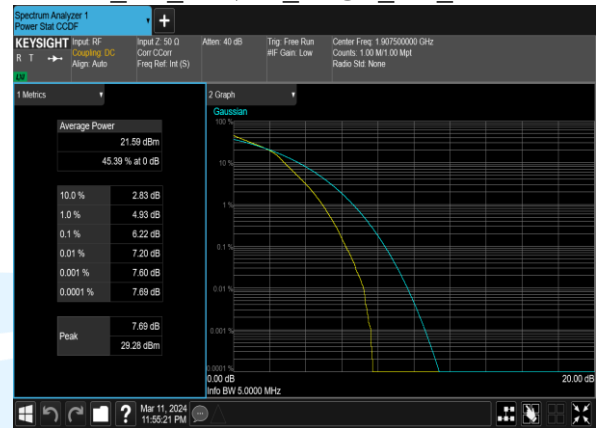 Spectrum Analyzer 1
Power Stat CCDF
+
KEYSIGHT
R T
LV
Input: RF
Coupling: DC
Align: Auto
Input Z: 50 Ω
Corr CCorr
Freq Ref: Int (S)
Atten: 40 dB
Trig: Free Run
#IF Gain: Low
Center Freq: 1.907500000 GHz
Counts: 1.00 M/1.00 Mpt
Radio Std: None
1 Metrics
Average Power
21.59 dBm
45.39 % at 0 dB
10.0 % 2.83 dB
1.0 % 4.93 dB
0.1 % 6.22 dB
0.01 % 7.20 dB
0.001 % 7.60 dB
0.0001 % 7.69 dB
Peak
7.69 dB
29.28 dBm
2 Graph
Gaussian
100 %
10 %
1 %
0.1 %
0.01 %
0.001 %
0.0001 %
0.00 dB 20.00 dB
Info BW 5.0000 MHz
?
Mar 11, 2024
11:55:21 PM